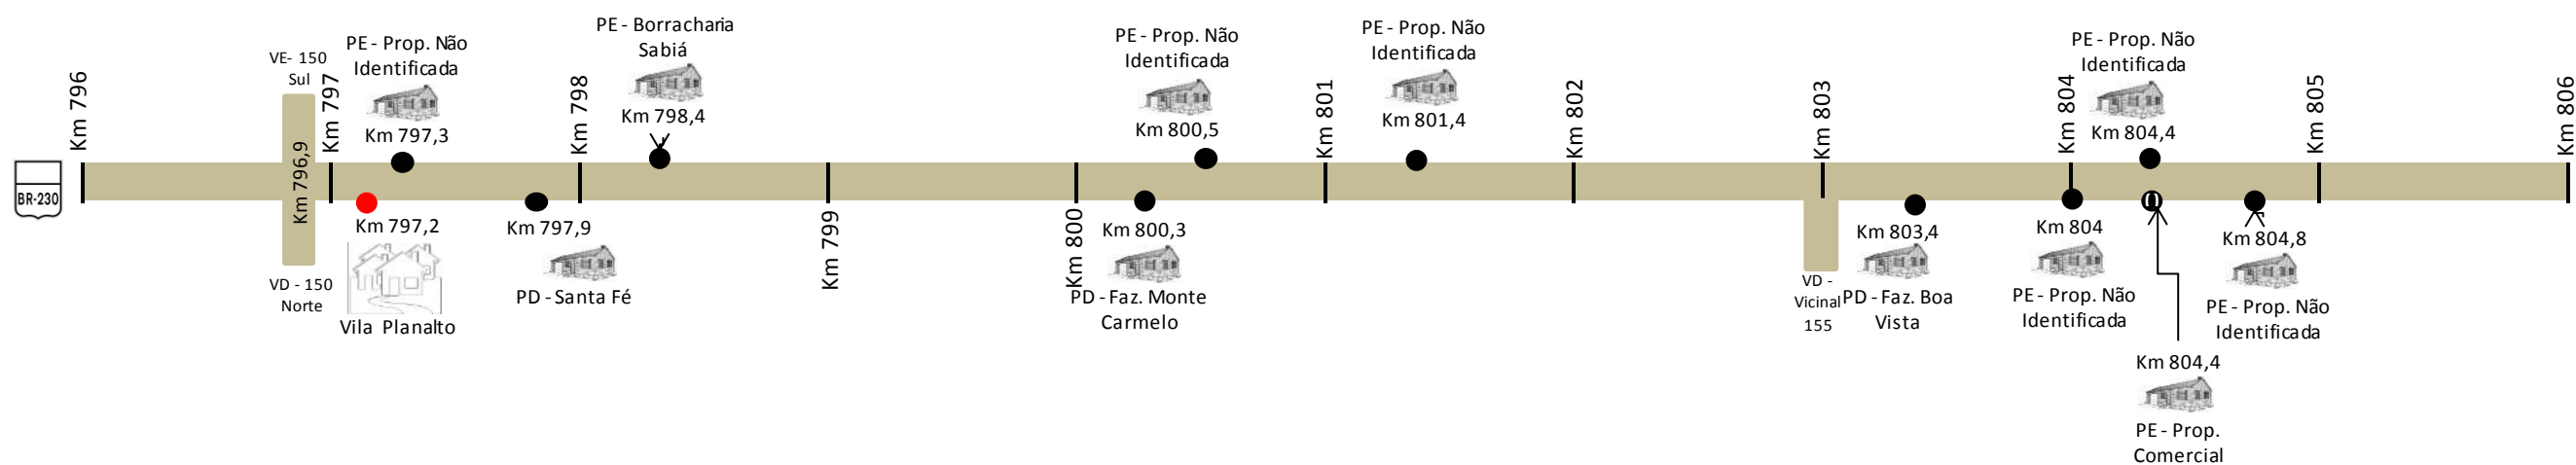 BR-230
Km 796
VE- 150
Sul
Km 796,9
VD - 150
Norte
Km 797
PE - Prop. Não
Identificada
Km 797,3
Km 797,2
Vila Planalto
Km 797,9
PD - Santa Fé
Km 798
PE - Borracharia
Sabiá
Km 798,4
Km 799
Km 800
Km 800,3
PD - Faz. Monte
Carmelo
PE - Prop. Não
Identificada
Km 800,5
Km 801
PE - Prop. Não
Identificada
Km 801,4
Km 802
Km 803
VD -
Vicinal
155
Km 803,4
PD - Faz. Boa
Vista
Km 804
Km 804
PE - Prop. Não
Identificada
PE - Prop. Não
Identificada
Km 804,4
Km 804,4
PE - Prop.
Comercial
Km 804,8
PE - Prop. Não
Identificada
Km 805
Km 806